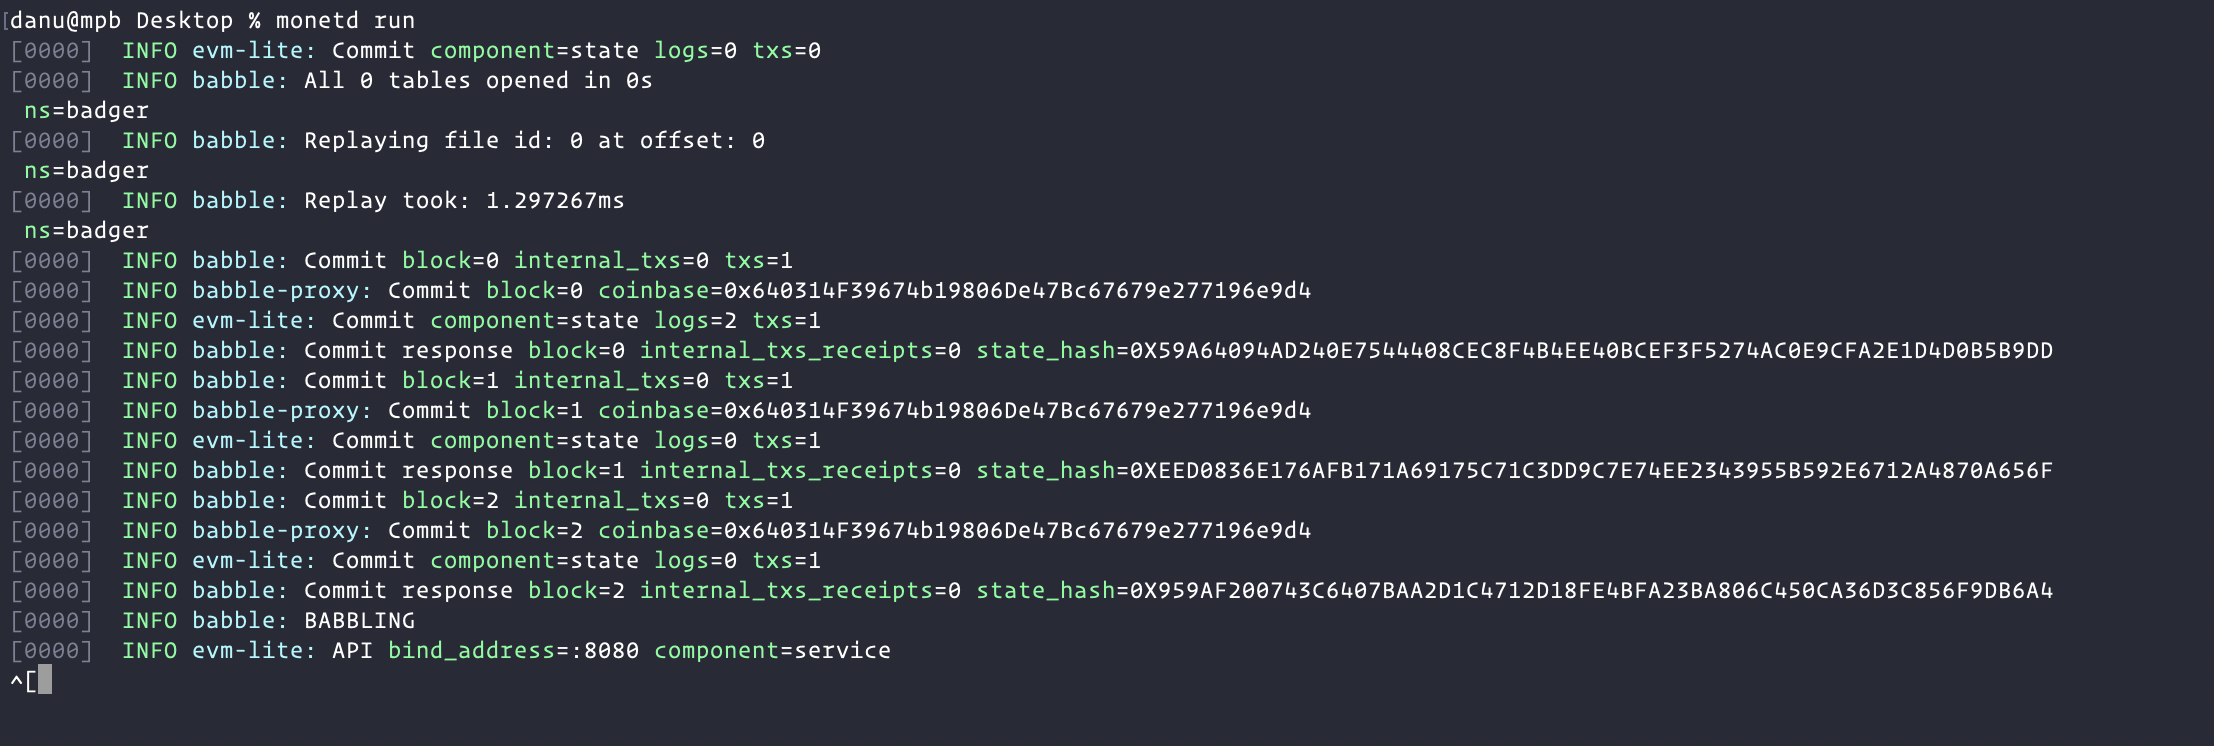 [danu@mpb Desktop % monetd run
[0000]  INFO evm-lite: Commit component=state logs=0 txs=0
[0000]  INFO babble: All 0 tables opened in 0s
 ns=badger
[0000]  INFO babble: Replaying file id: 0 at offset: 0
 ns=badger
[0000]  INFO babble: Replay took: 1.297267ms
 ns=badger
[0000]  INFO babble: Commit block=0 internal_txs=0 txs=1
[0000]  INFO babble-proxy: Commit block=0 coinbase=0x640314F39674b19806De47Bc67679e277196e9d4
[0000]  INFO evm-lite: Commit component=state logs=2 txs=1
[0000]  INFO babble: Commit response block=0 internal_txs_receipts=0 state_hash=0X59A64094AD240E7544408CEC8F4B4EE40BCEF3F5274AC0E9CFA2E1D4D0B5B9DD
[0000]  INFO babble: Commit block=1 internal_txs=0 txs=1
[0000]  INFO babble-proxy: Commit block=1 coinbase=0x640314F39674b19806De47Bc67679e277196e9d4
[0000]  INFO evm-lite: Commit component=state logs=0 txs=1
[0000]  INFO babble: Commit response block=1 internal_txs_receipts=0 state_hash=0XEED0836E176AFB171A69175C71C3DD9C7E74EE2343955B592E6712A4870A656F
[0000]  INFO babble: Commit block=2 internal_txs=0 txs=1
[0000]  INFO babble-proxy: Commit block=2 coinbase=0x640314F39674b19806De47Bc67679e277196e9d4
[0000]  INFO evm-lite: Commit component=state logs=0 txs=1
[0000]  INFO babble: Commit response block=2 internal_txs_receipts=0 state_hash=0X959AF200743C6407BAA2D1C4712D18FE4BFA23BA806C450CA36D3C856F9DB6A4
[0000]  INFO babble: BABBLING
[0000]  INFO evm-lite: API bind_address=:8080 component=service
^[